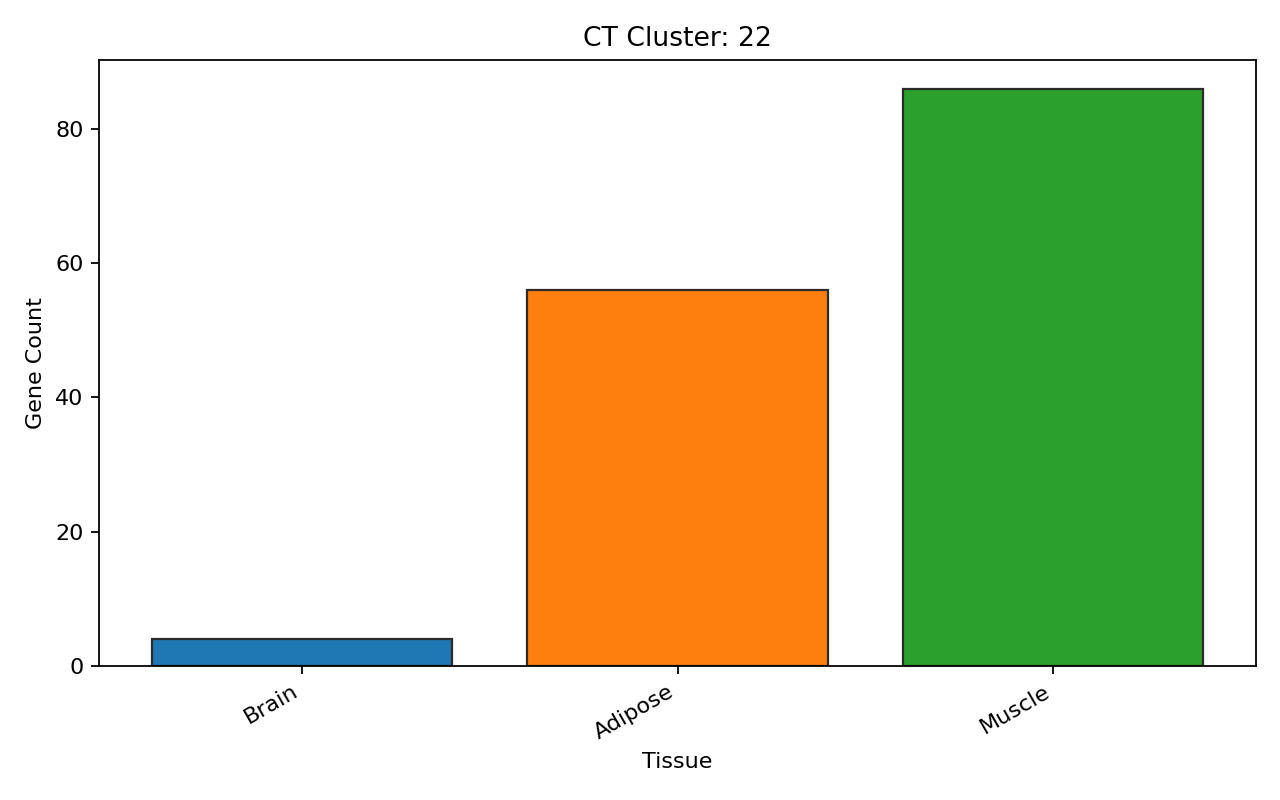 CT Cluster: 22
80
60
40
20
0
Gene Count
Brain
Adipose
Muscle
Tissue